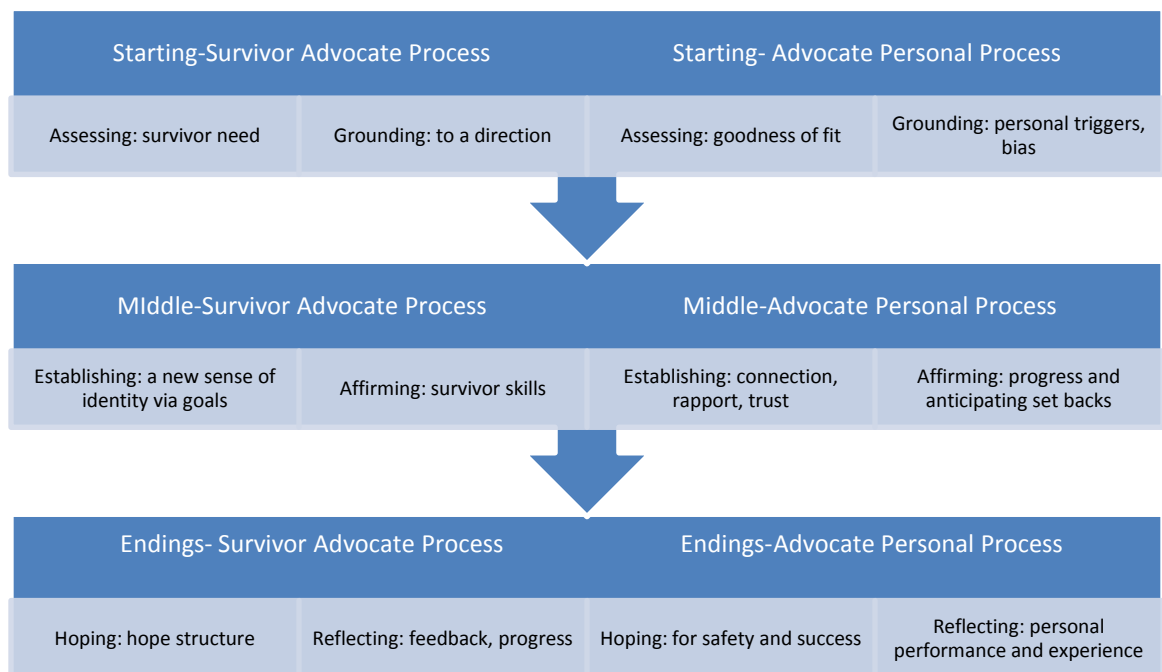 Starting-Survivor Advocate Process
Starting- Advocate Personal Process
Assessing: survivor need
Grounding: to a direction
Assessing: goodness of fit
Grounding: personal triggers,
bias
MIddle-Survivor Advocate Process
Middle-Advocate Personal Process
Establishing: a new sense of
identity via goals
Affirming: survivor skills
Establishing: connection,
rapport, trust
Affirming: progress and
anticipating set backs
Endings- Survivor Advocate Process
Endings-Advocate Personal Process
Hoping: hope structure
Reflecting: feedback, progress
Hoping: for safety and success
Reflecting: personal
performance and experience